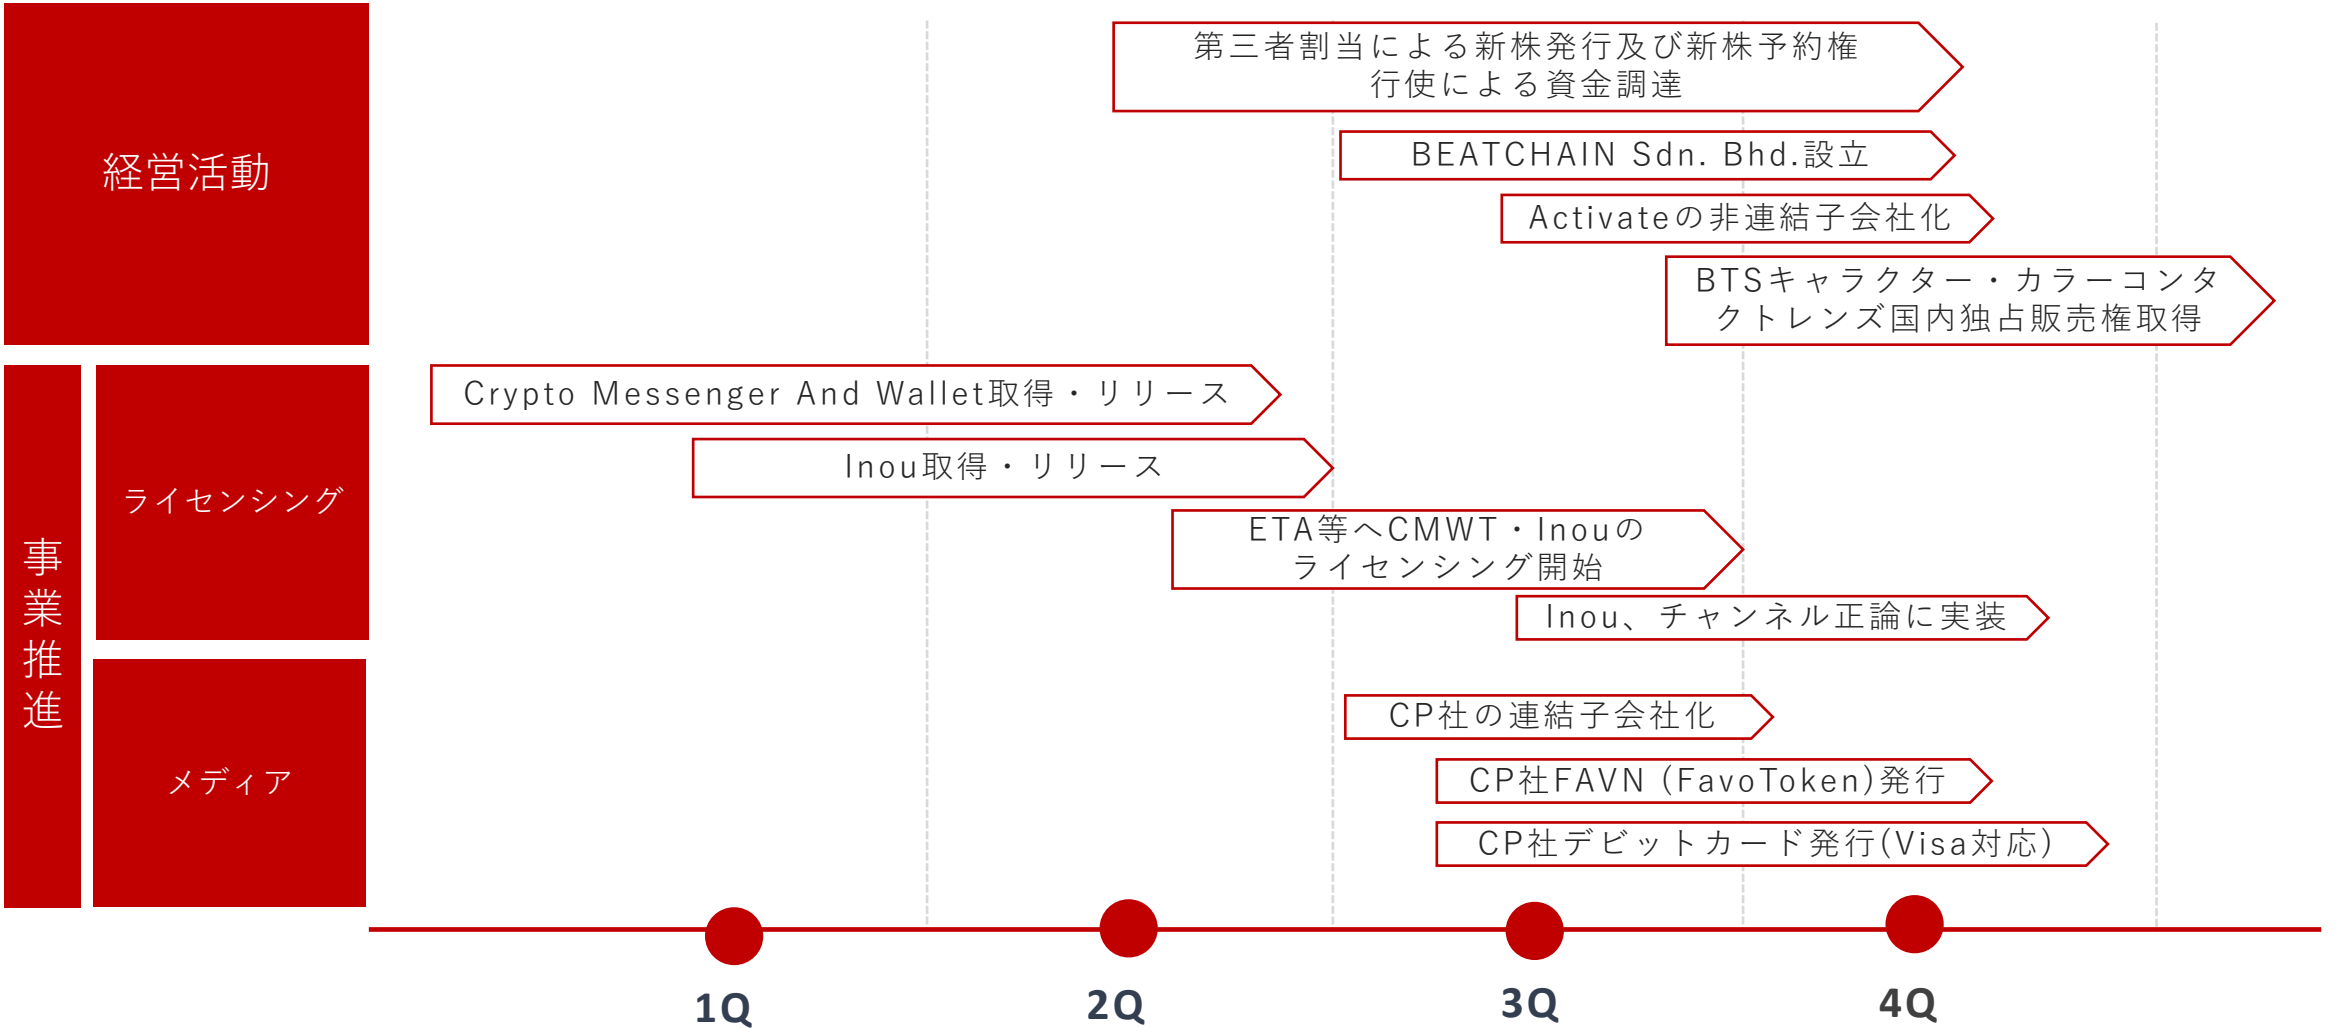 経営活動
第三者割当による新株発行及び新株予約権
行使による資金調達
BEATCHAIN Sdn. Bhd.設立
Activateの非連結子会社化
BTSキャラクター・カラーコンタ
クトレンズ国内独占販売権取得
事業推進
ライセンシング
Crypto Messenger And Wallet取得・リリース
Inou取得・リリース
ETA等へCMWT・Inouの
ライセンシング開始
Inou、チャンネル正論に実装
メディア
CP社の連結子会社化
CP社FAVN (FavoToken)発行
CP社デビットカード発行(Visa対応)
1Q
2Q
3Q
4Q